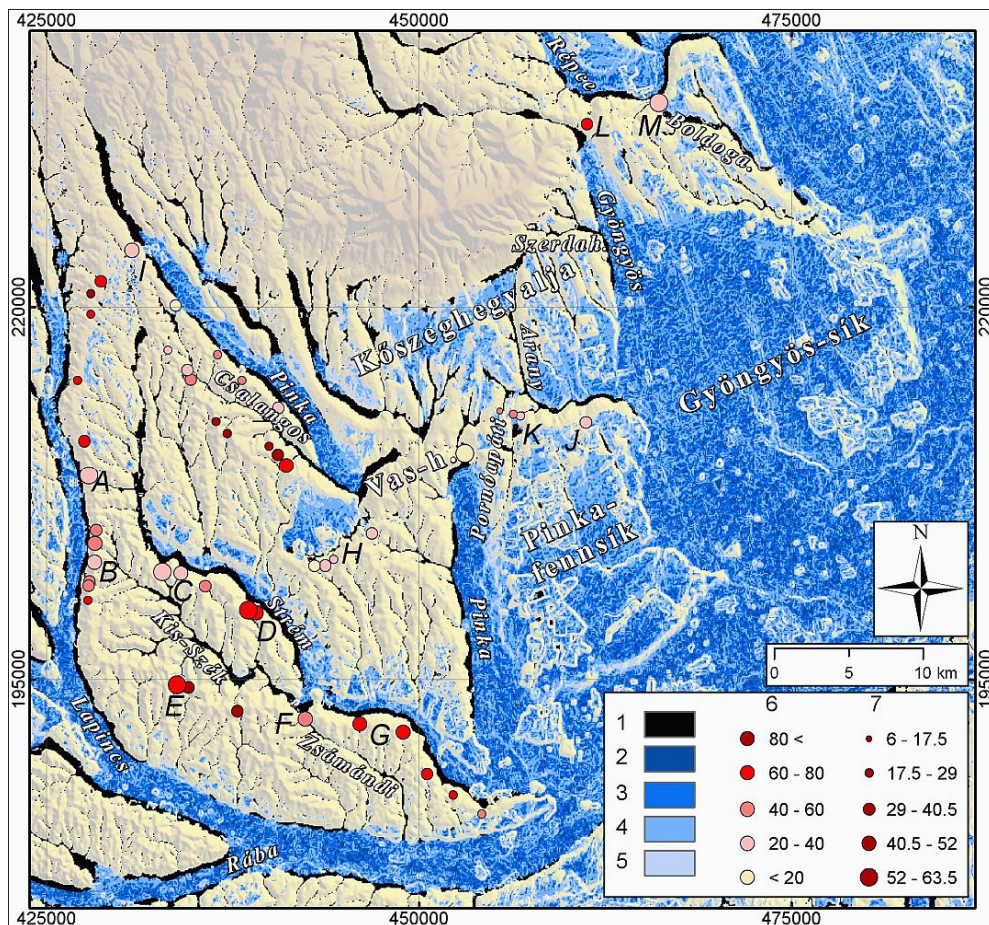 425000 450000 475000
Répce
L
M
Boldoga.
Gyöngyös
Szerdah.
I
220000 220000
Kőszeghegyalja
Arany
Gyöngyös-sík
Pinka
Csalangos
K
J
Vas-h.
Pornóapáti
A
Pinka-
fennsík
N
H
B
C
Strém
D
Kis-Szék
Pinka
0 5 10 km
195000 195000
E
F
G
Zsámándi
Lapincs
Rába
6 7
1 80 < 6 - 17.5
2 60 - 80 17.5 - 29
3 40 - 60 29 - 40.5
4 20 - 40 40.5 - 52
5 < 20 52 - 63.5
425000 450000 475000